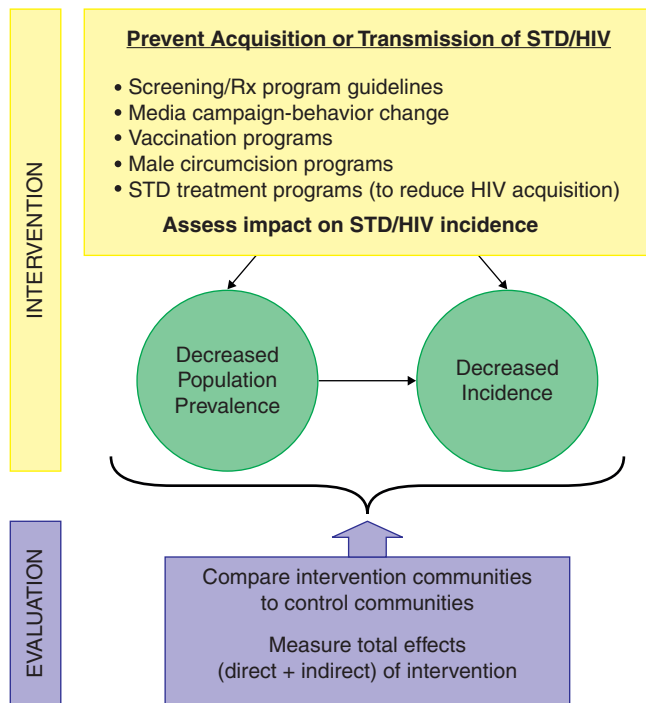 INTERVENTION
Prevent Acquisition or Transmission of STD/HIV
• Screening/Rx program guidelines
• Media campaign-behavior change
• Vaccination programs
• Male circumcision programs
• STD treatment programs (to reduce HIV acquisition)
Assess impact on STD/HIV incidence
Decreased
Population
Prevalence
Decreased
Incidence
EVALUATION
Compare intervention communities
to control communities
Measure total effects
(direct + indirect) of intervention